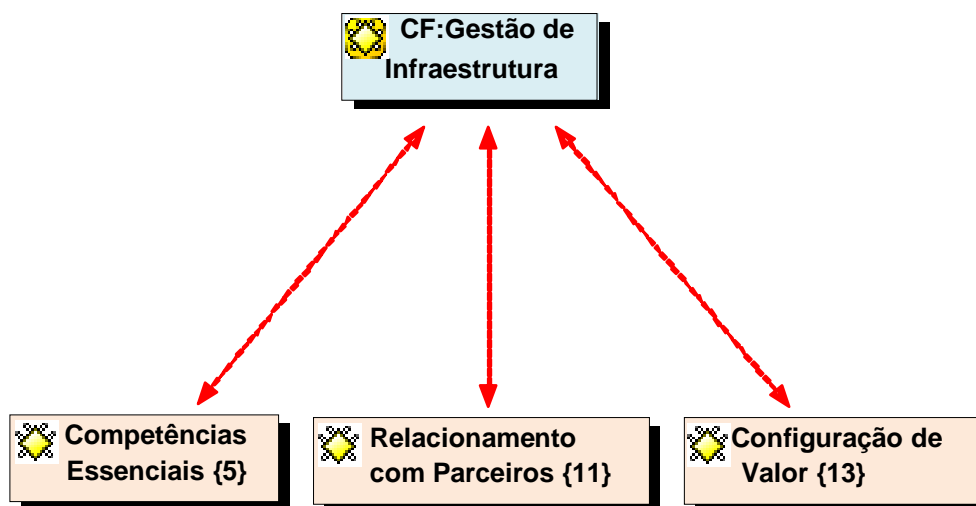 CF:Gestão de
Infraestrutura
Competências
Essenciais {5}
Relacionamento
com Parceiros {11}
Configuração de
Valor {13}